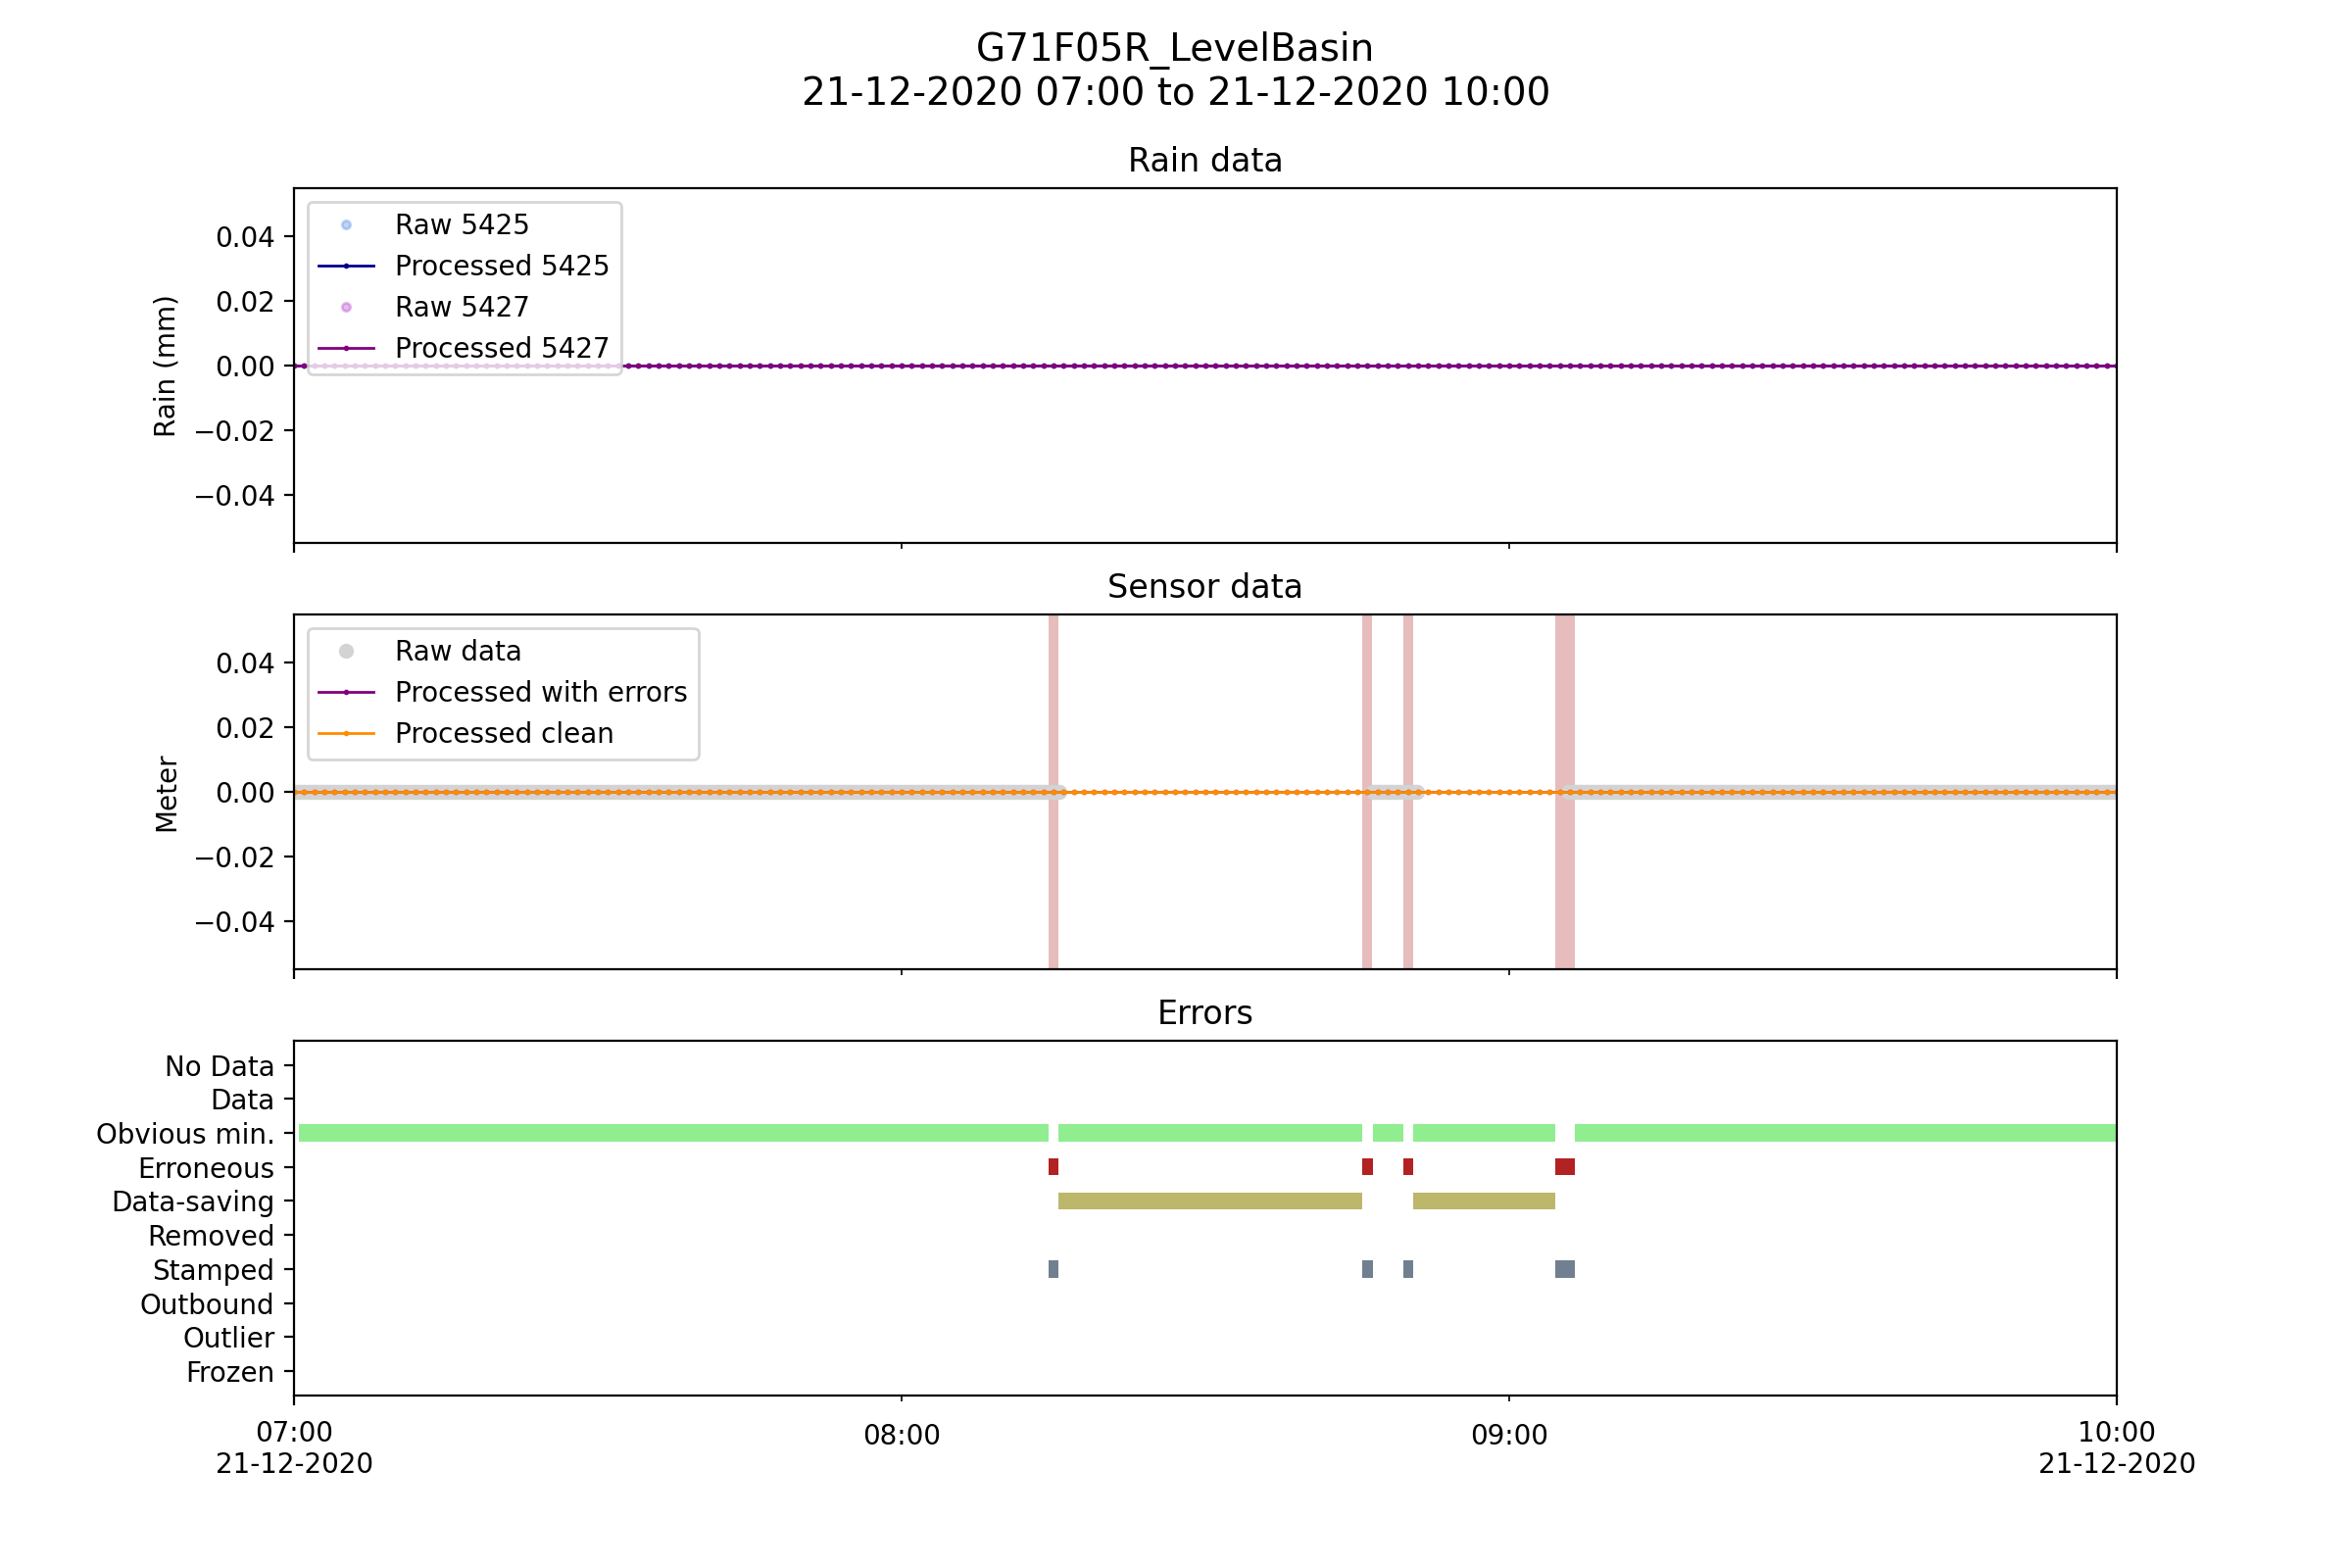 G71F05R_LevelBasin
21-12-2020 07:00 to 21-12-2020 10:00
Rain data
Rain (mm)
0.04
0.02
0.00
−0.02
−0.04
Raw 5425
Processed 5425
Raw 5427
Processed 5427
Sensor data
Meter
0.04
0.02
0.00
−0.02
−0.04
Raw data
Processed with errors
Processed clean
Errors
No Data
Data
Obvious min.
Erroneous
Data-saving
Removed
Stamped
Outbound
Outlier
Frozen
07:00 08:00 09:00 10:00
21-12-2020 21-12-2020